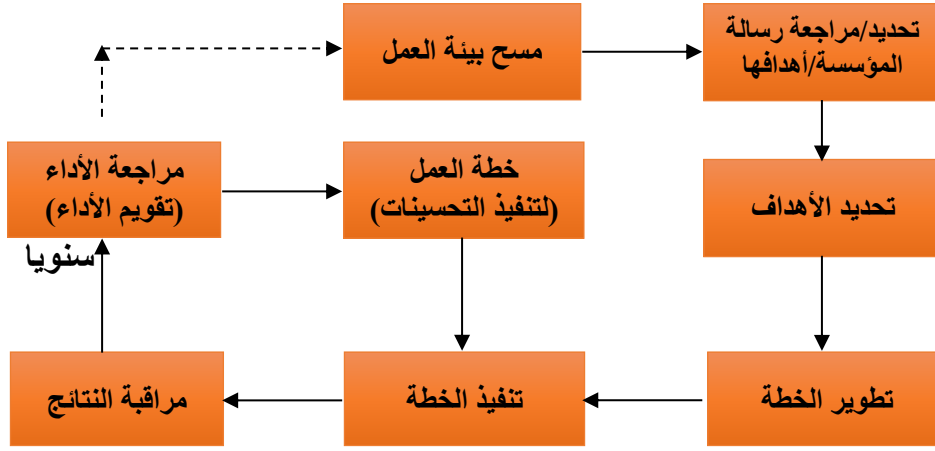 مسح بيئة العمل
تحديد/مراجعة رسالة
المؤسسة/أهدافها
مراجعة الأداء
(تقويم الأداء)
خطة العمل
(لتنفيذ التحسينات)
تحديد الأهداف
سنويا
مراقبة النتائج
تنفيذ الخطة
تطوير الخطة